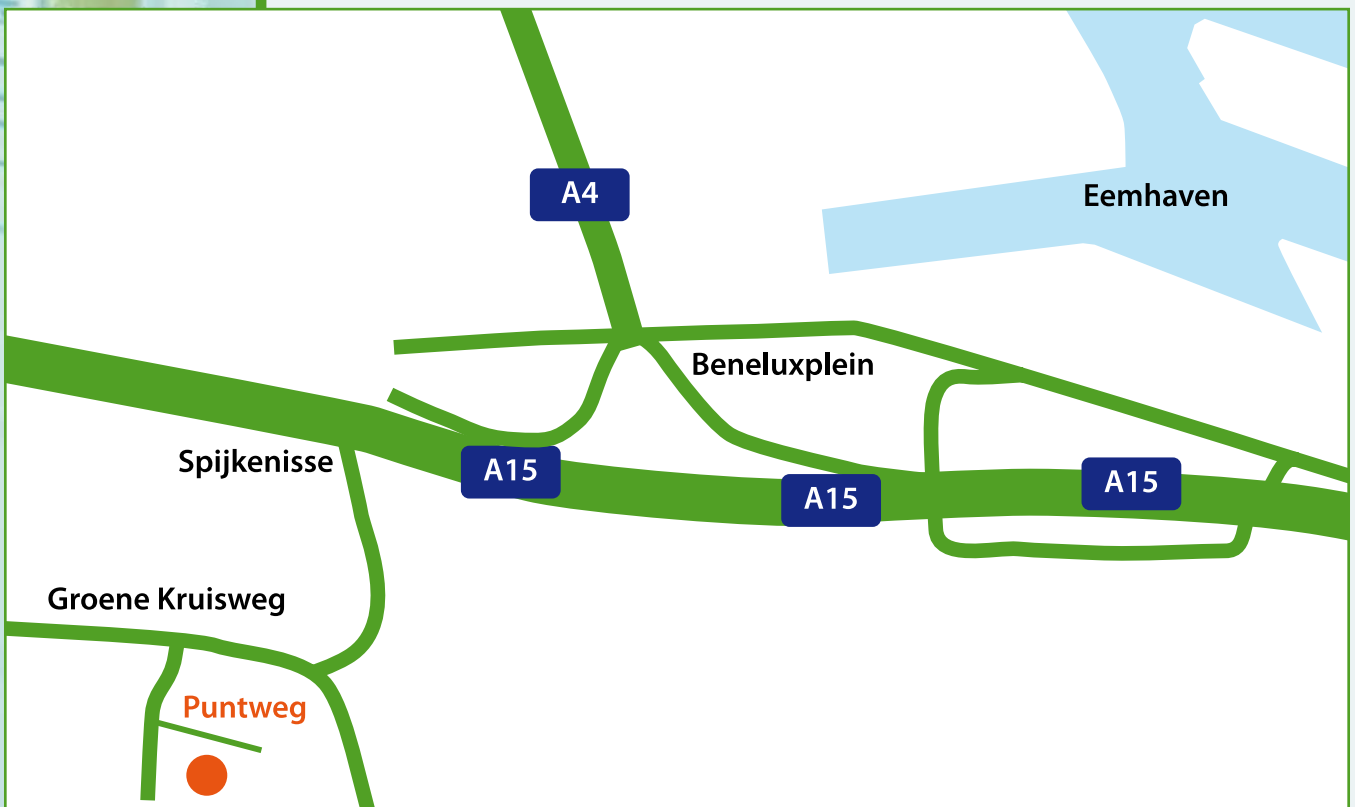 A4
Eemhaven
Beneluxplein
Spijkenisse
A15
A15
A15
Groene Kruisweg
Puntweg